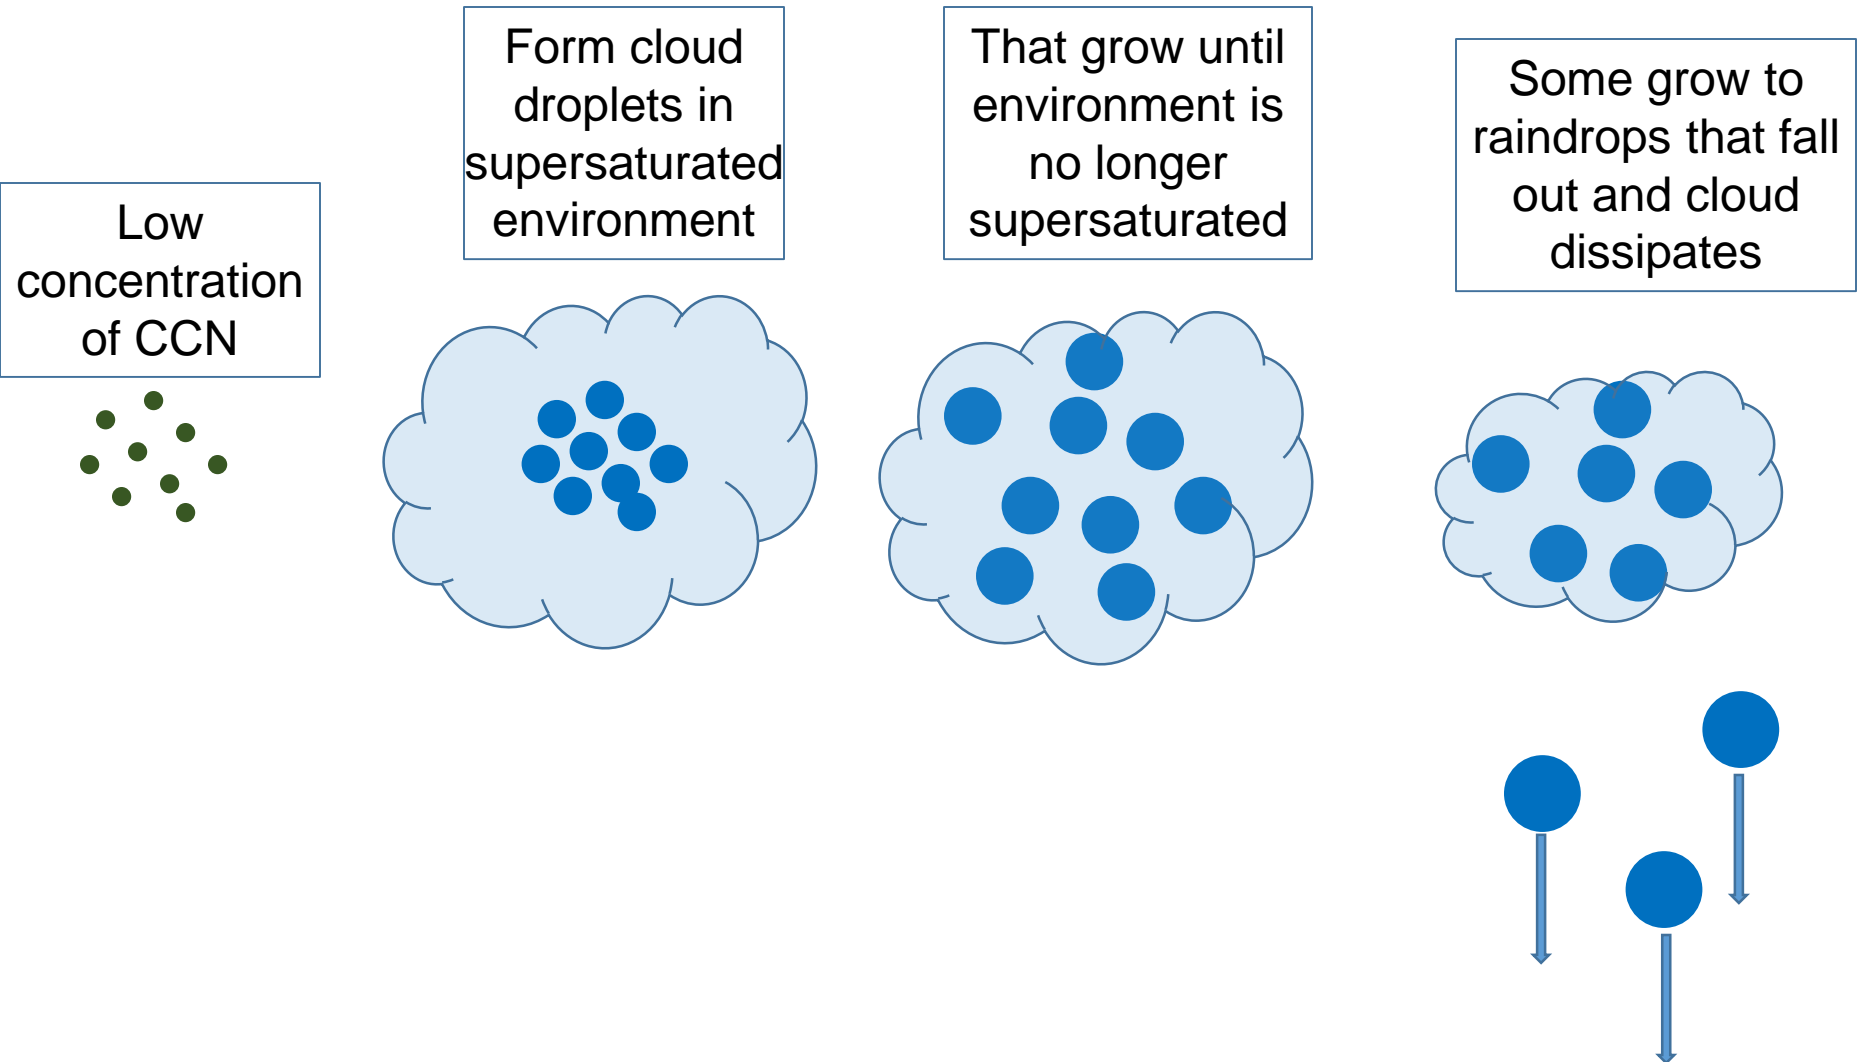 Low
concentration
of CCN
Form cloud
droplets in
supersaturated
environment
That grow until
environment is
no longer
supersaturated
Some grow to
raindrops that fall
out and cloud
dissipates